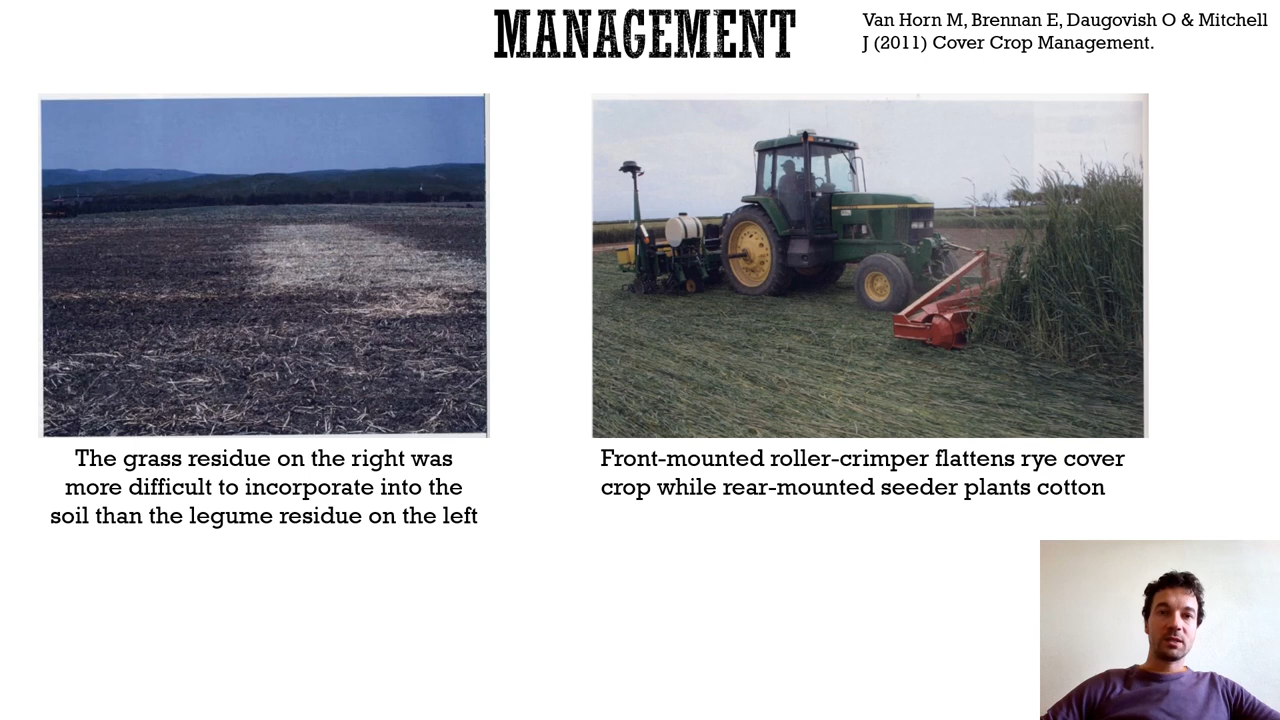 MANAGEMENT
Van Horn M, Brennan E, Daugovish O & Mitchell
J (2011) Cover Crop Management.
The grass residue on the right was
more difficult to incorporate into the
soil than the legume residue on the left
Front-mounted roller-crimper flattens rye cover
crop while rear-mounted seeder plants cotton